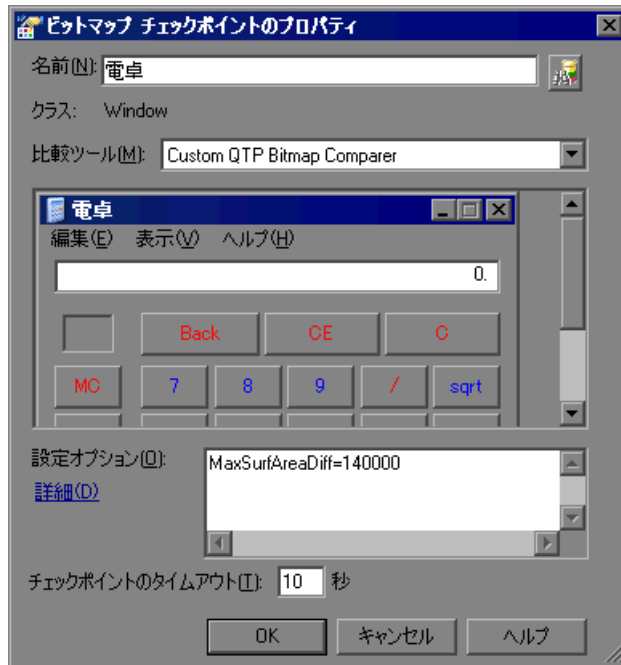 ビットマップ チェックポイントのプロパティ
名前(N): 電卓
クラス: Window
比較ツール(M): Custom QTP Bitmap Comparer
電卓
編集(E) 表示(V) ヘルプ(H)
0.
Back CE C
MC 7 8 9 / sqrt
設定オプション(O): MaxSurfAreaDiff=140000
詳細(D)
チェックポイントのタイムアウト(T): 10 秒
OK キャンセル ヘルプ